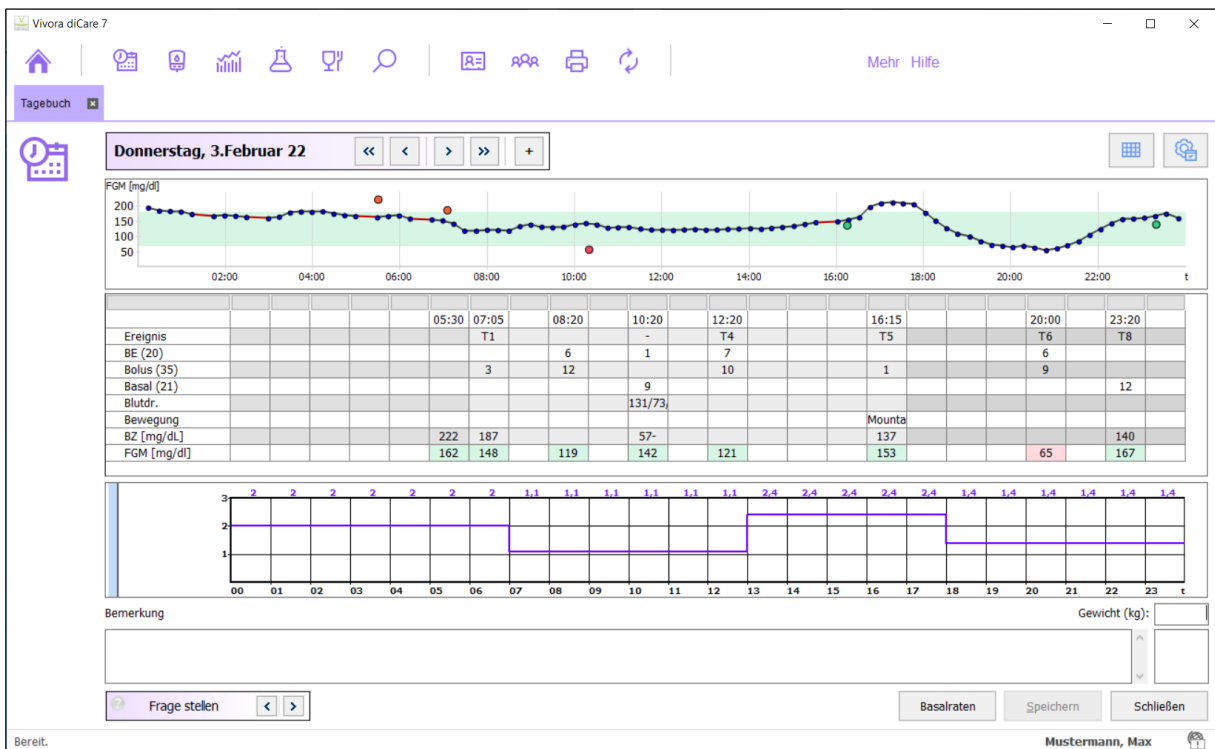 Vivora diCare 7
Mehr Hilfe
Tagebuch
Donnerstag, 3.Februar 22
<< < > >> +
FGM [mg/dl]
200
150
100
50
02:00 04:00 06:00 08:00 10:00 12:00 14:00 16:00 18:00 20:00 22:00 t
05:30 07:05 08:20 10:20 12:20 16:15 20:00 23:20
Ereignis T1 - T4 T5 T6 T8
BE (20) 6 1 7 6
Bolus (35) 3 12 10 1 9
Basal (21) 9 12
Blutdr. 131/73/
Bewegung Mounta
BZ [mg/dL] 222 187 57- 137 140
FGM [mg/dl] 162 148 119 142 121 153 65 167
2 2 2 2 2 2 2 1,1 1,1 1,1 1,1 1,1 1,1 2,4 2,4 2,4 2,4 2,4 1,4 1,4 1,4 1,4 1,4 1,4
3
2
1
00 01 02 03 04 05 06 07 08 09 10 11 12 13 14 15 16 17 18 19 20 21 22 23 t
Bemerkung Gewicht (kg):
? Frage stellen < > Basalraten Speichern Schließen
Bereit. Mustermann, Max